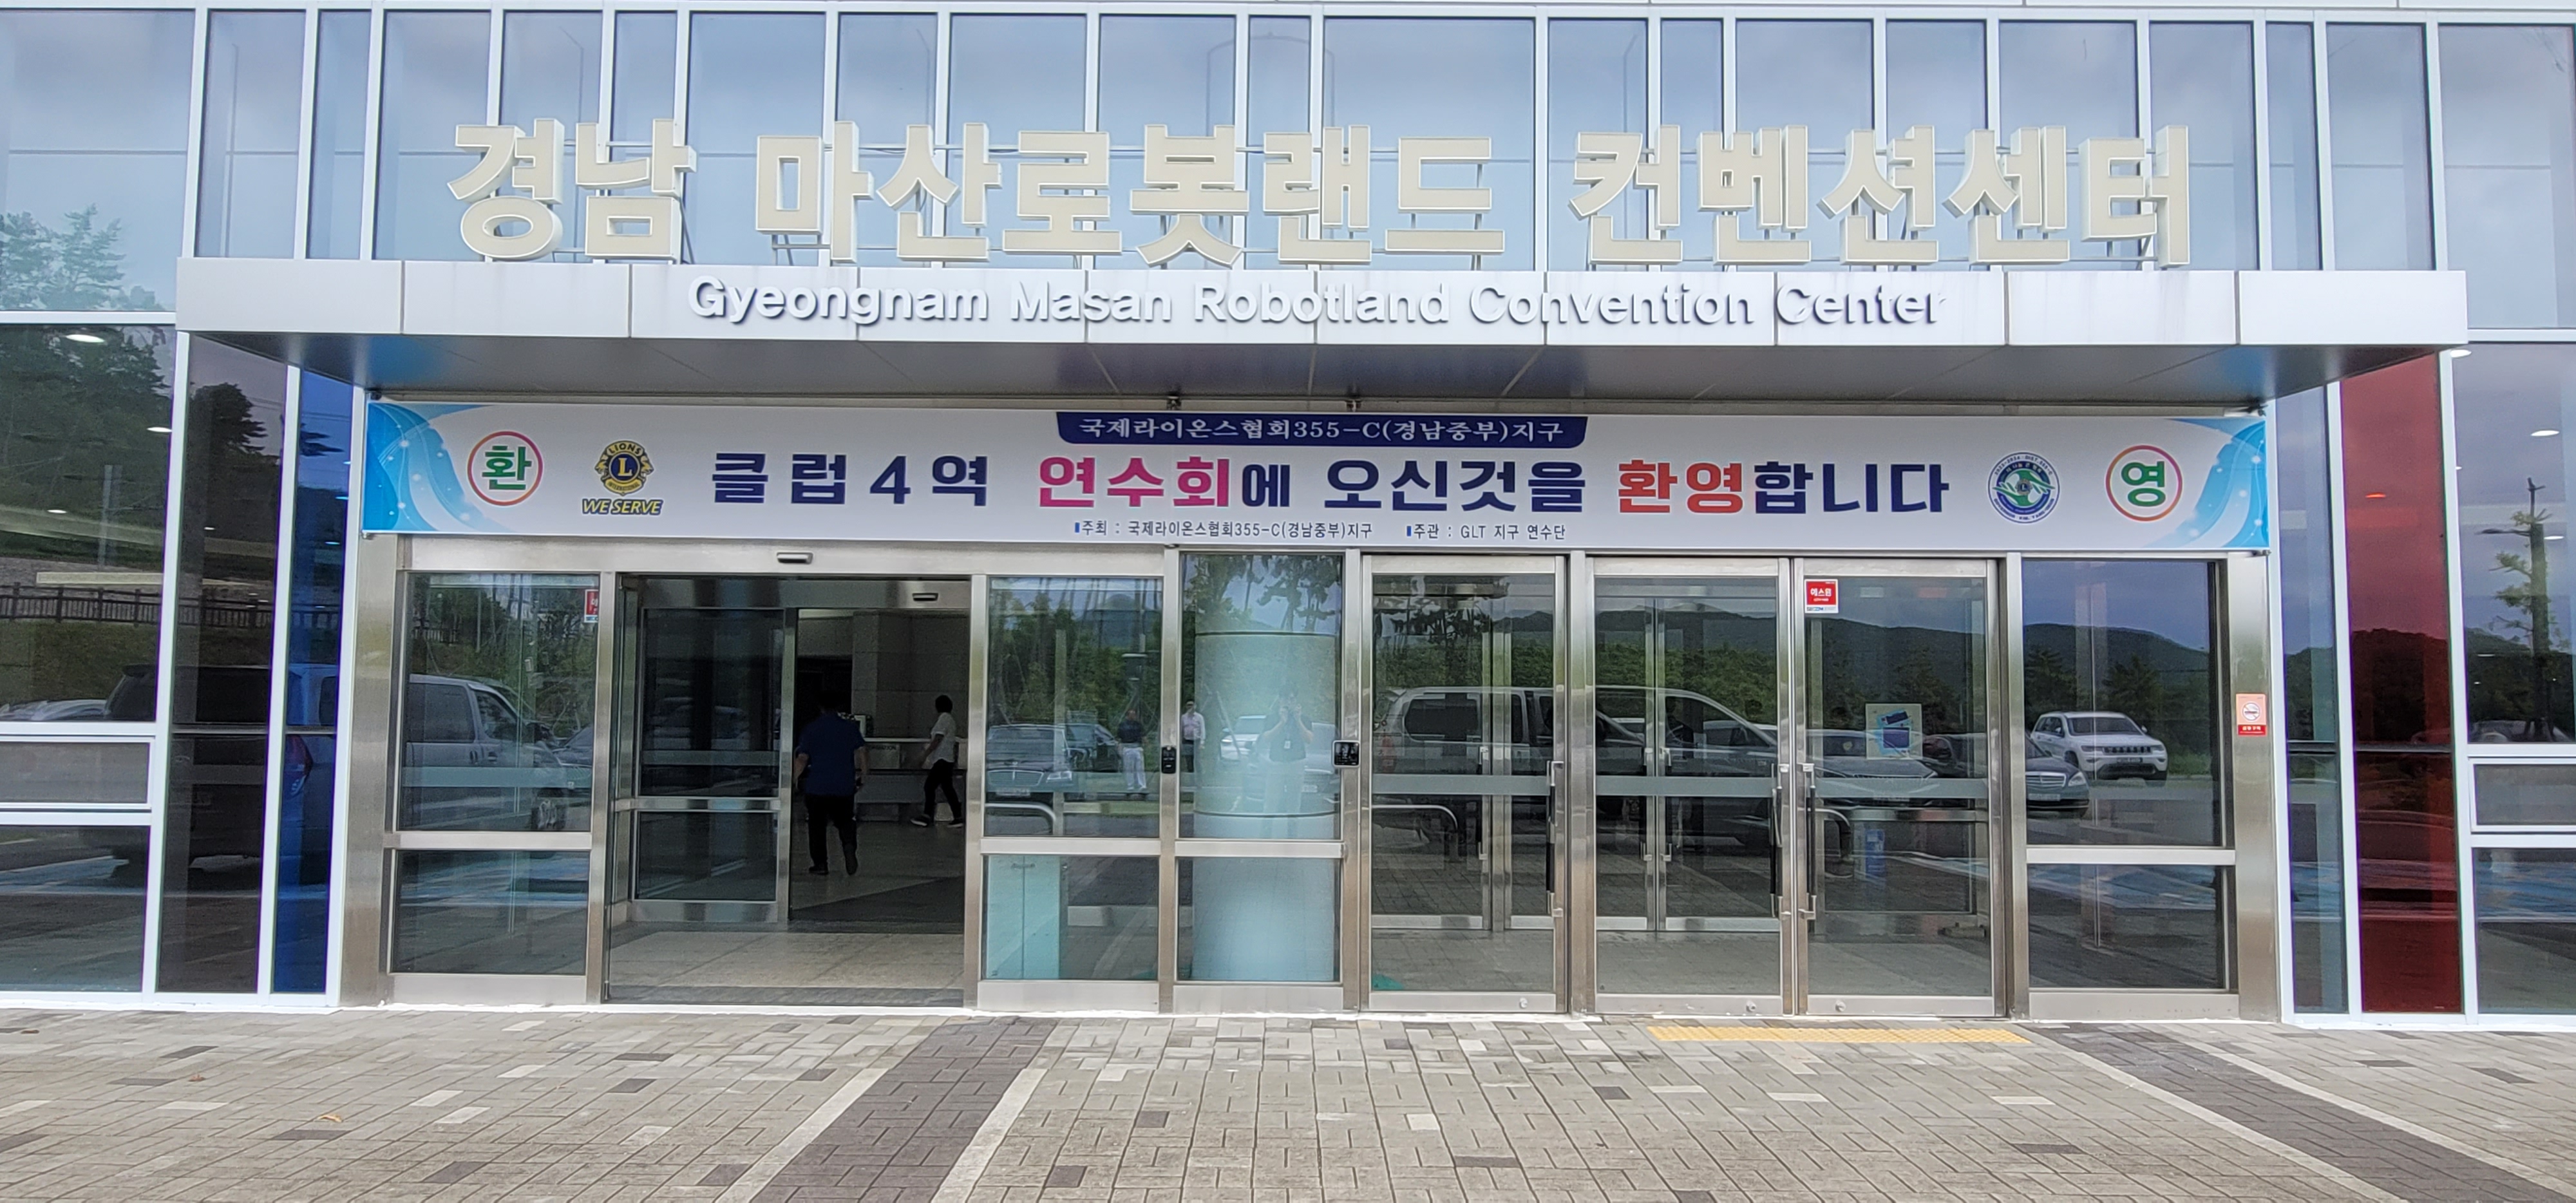 경남 마산로봇랜드 컨벤션센터
Gyeongnam Masan Robotland Convention Center
국제라이온스협회355-C(경남중부)지구
환
LIONS
L
WE SERVE
클럽4역 연수회에 오신것을 환영합니다
영
주최 : 국제라이온스협회355-C(경남중부)지구 주관 : GLT 지구 연수단
에스원